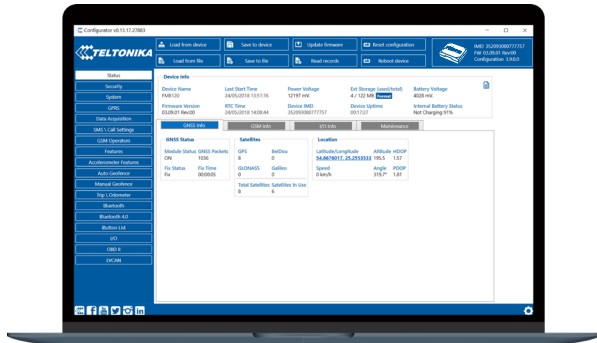 Configurator v0.13.17.27883
TELTONIKA
Load from device
Save to device
Update firmware
Reset configuration
Load from file
Save to file
Read records
Reboot device
IMEI 352093080777757
FW 03.09.01 Rev:00
Configuration 1.9.0.0
Status
Security
System
GPRS
Data Acquisition
SMS \ Call Settings
GSM Operators
Features
Accelerometer Features
Auto Geofence
Manual Geofence
Trip \ Odometer
Bluetooth
Bluetooth 4.0
iButton List
I/O
OBD II
LVCAN
Device Info
Device Name Last Start Time Power Voltage Ext Storage (used/total) Battery Voltage
FMB120 24/05/2018 13:51:16 12197 mV. 4 / 122 MB Format 4028 mV.
Firmware Version RTC Time Device IMEI Device Uptime Internal Battery Status
03.09.01 Rev:00 24/05/2018 14:08:44 352093080777757 00:17:27 Not Charging 91%
GNSS Info GSM Info I/O Info Maintenance
GNSS Status
Module Status GNSS Packets
ON 1036
Fix Status Fix Time
Fix 00:00:05
Satellites
GPS BeiDou
8 0
GLONASS Galileo
0 0
Total Satellites Satellites In Use
8 6
Location
Latitude/Longitude Altitude HDOP
54.6678017, 25.2553533 195.5 1.57
Speed Angle PDOP
0 km/h 319.7° 1.81